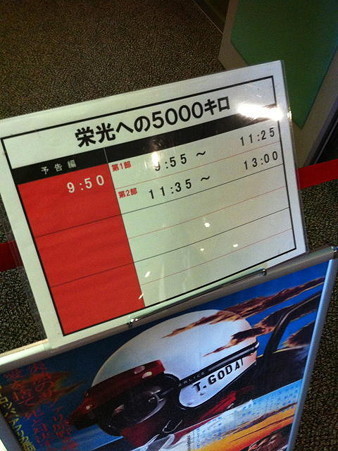 栄光への5000キロ
予告編
9:50
第1部 9:55 ～ 11:25
第2部 11:35 ～ 13:00
T. GODAI